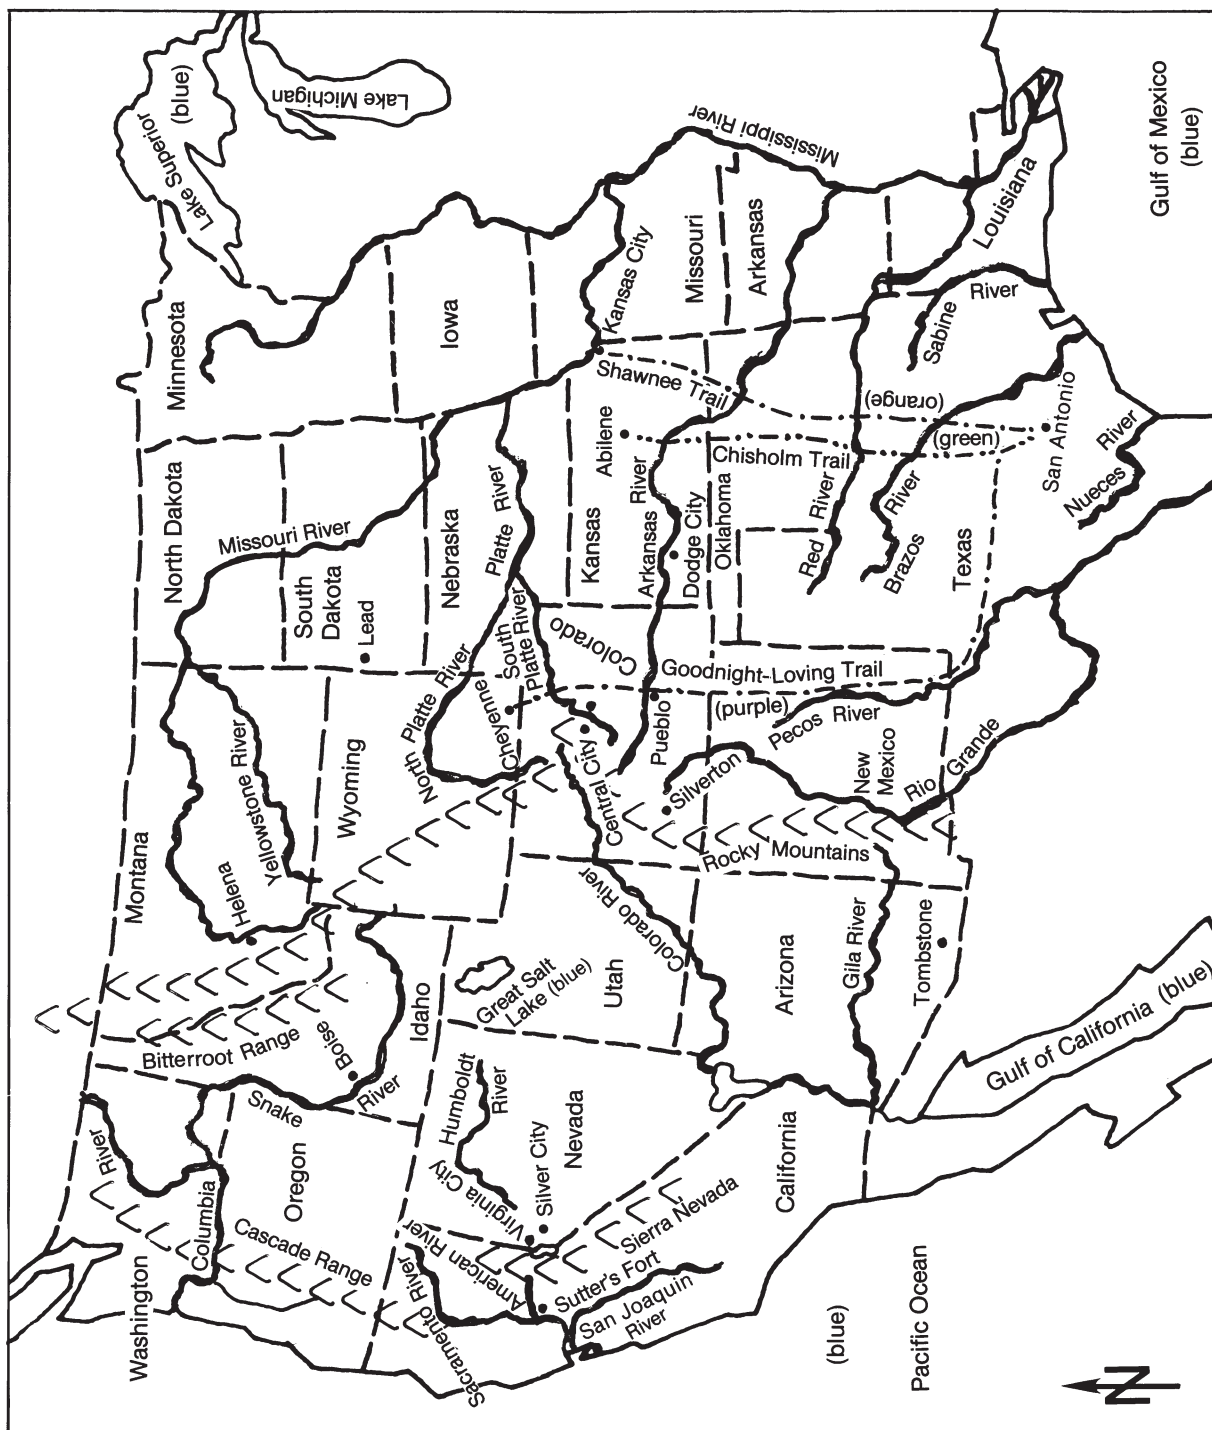 Washington
River
Columbia
Cascade Range
Oregon
Snake
River
Bitterroot Range
Boise
Idaho
Montana
Helena
Yellowstone River
Wyoming
North Dakota
Missouri River
South
Dakota
Lead
Minnesota
Lake Superior
(blue)
Lake Michigan
Iowa
Nebraska
Platte River
North Platte River
South
Platte River
Cheyenne
Sacramento River
American River
Virginia City
Silver City
Humboldt
River
Nevada
Sutter's Fort
San Joaquin
River
Sierra Nevada
California
Great Salt
Lake (blue)
Utah
Colorado River
Central City
Colorado
Pueblo
Silverton
Kansas
Abilene
Arkansas
River
Dodge City
Kansas City
Shawnee Trail
Missouri
Mississippi River
Arkansas
Oklahoma
Chisholm Trail
Goodnight-Loving Trail
(purple)
Pecos River
New
Mexico
Rocky Mountains
Arizona
Gila River
Tombstone
Rio
Grande
Red
River
Brazos
River
Texas
(orange)
(green)
Sabine
River
Louisiana
San Antonio
Nueces
River
Gulf of Mexico
(blue)
Gulf of California (blue)
(blue)
Pacific Ocean
N